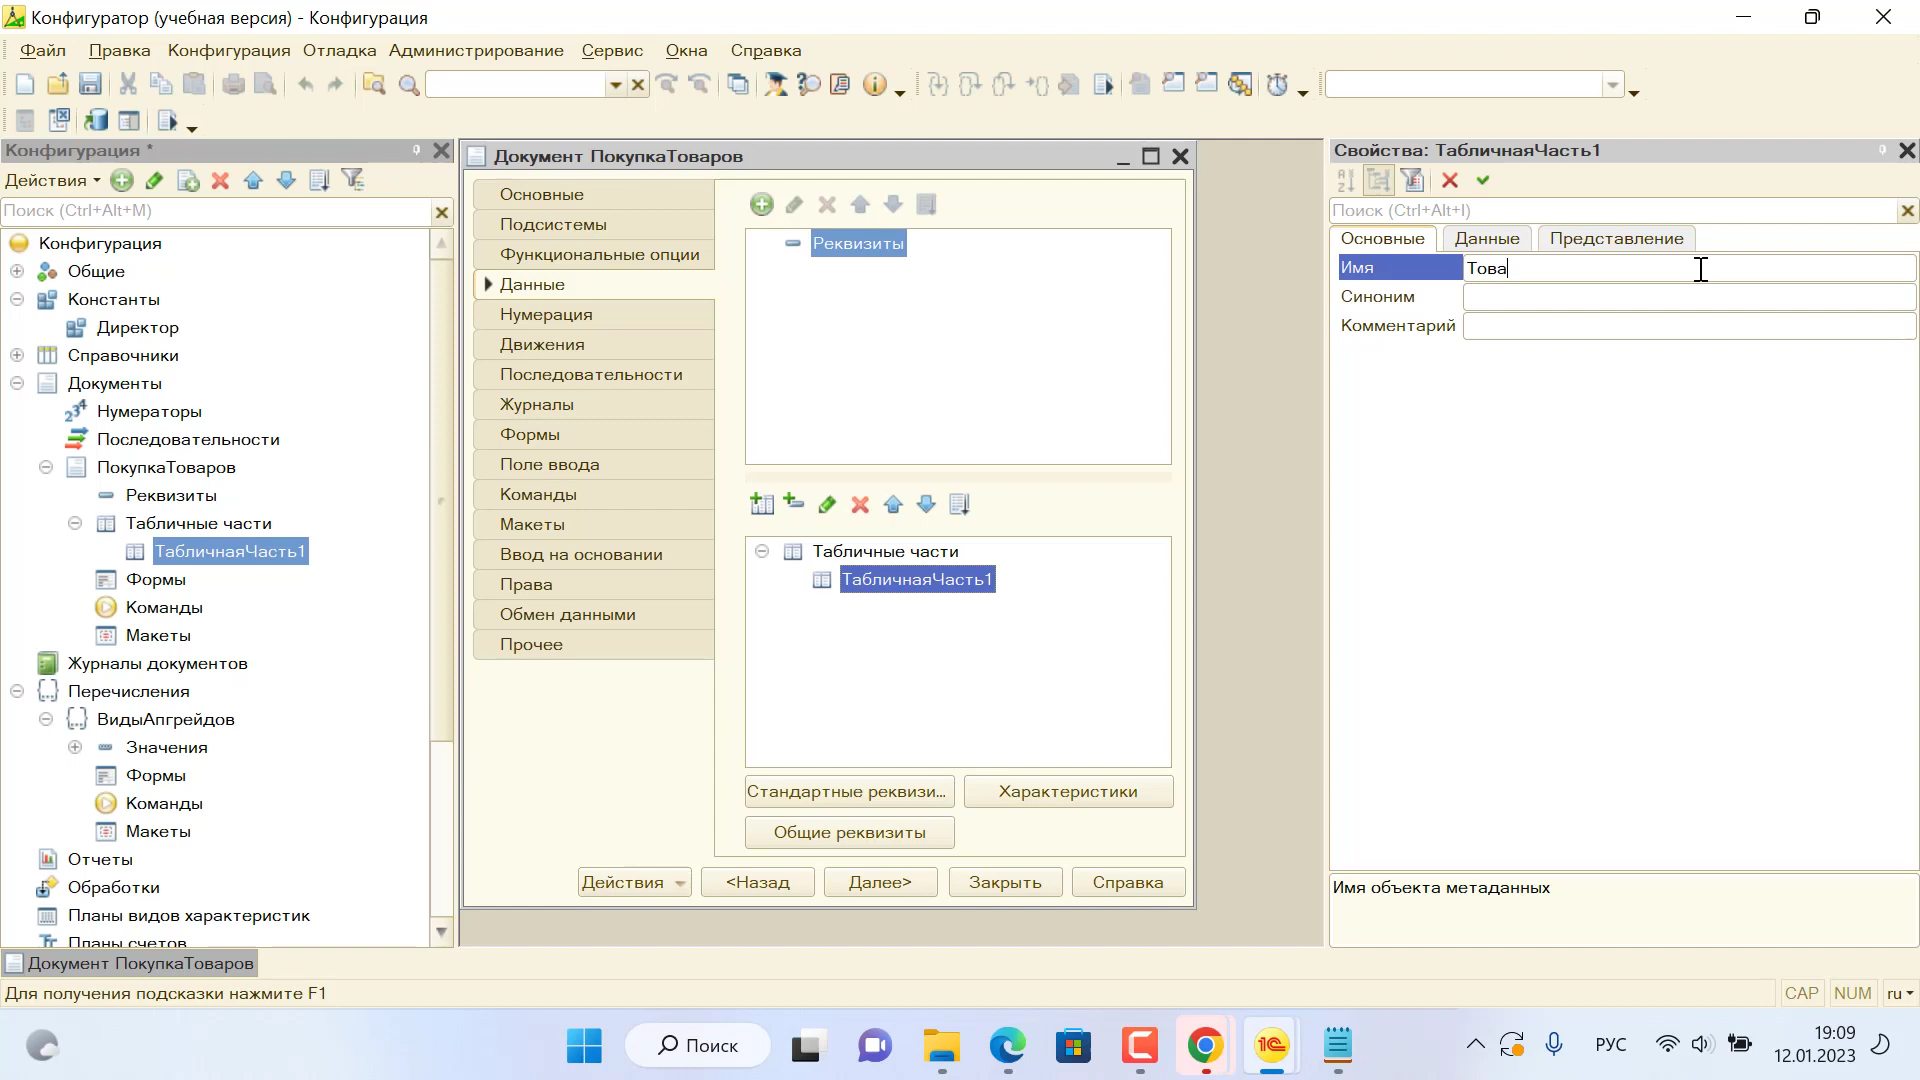 Конфигуратор (учебная версия) - Конфигурация
Файл Правка Конфигурация Отладка Администрирование Сервис Окна Справка
Конфигурация *
Действия
Поиск (Ctrl+Alt+M)
Конфигурация
Общие
Константы
Директор
Справочники
Документы
Нумераторы
Последовательности
ПокупкаТоваров
Реквизиты
Табличные части
ТабличнаяЧасть1
Формы
Команды
Макеты
Журналы документов
Перечисления
ВидыАпгрейдов
Значения
Формы
Команды
Макеты
Отчеты
Обработки
Планы видов характеристик
Планы счетов
Документ ПокупкаТоваров
Основные
Подсистемы
Функциональные опции
Данные
Нумерация
Движения
Последовательности
Журналы
Формы
Поле ввода
Команды
Макеты
Ввод на основании
Права
Обмен данными
Прочее
Реквизиты
Табличные части
ТабличнаяЧасть1
Стандартные реквизи... Характеристики
Общие реквизиты
Действия <Назад Далее> Закрыть Справка
Свойства: ТабличнаяЧасть1
Поиск (Ctrl+Alt+I)
Основные Данные Представление
Имя Това
Синоним
Комментарий
Имя объекта метаданных
Документ ПокупкаТоваров
Для получения подсказки нажмите F1
CAP NUM ru
Поиск
РУС
19:09
12.01.2023